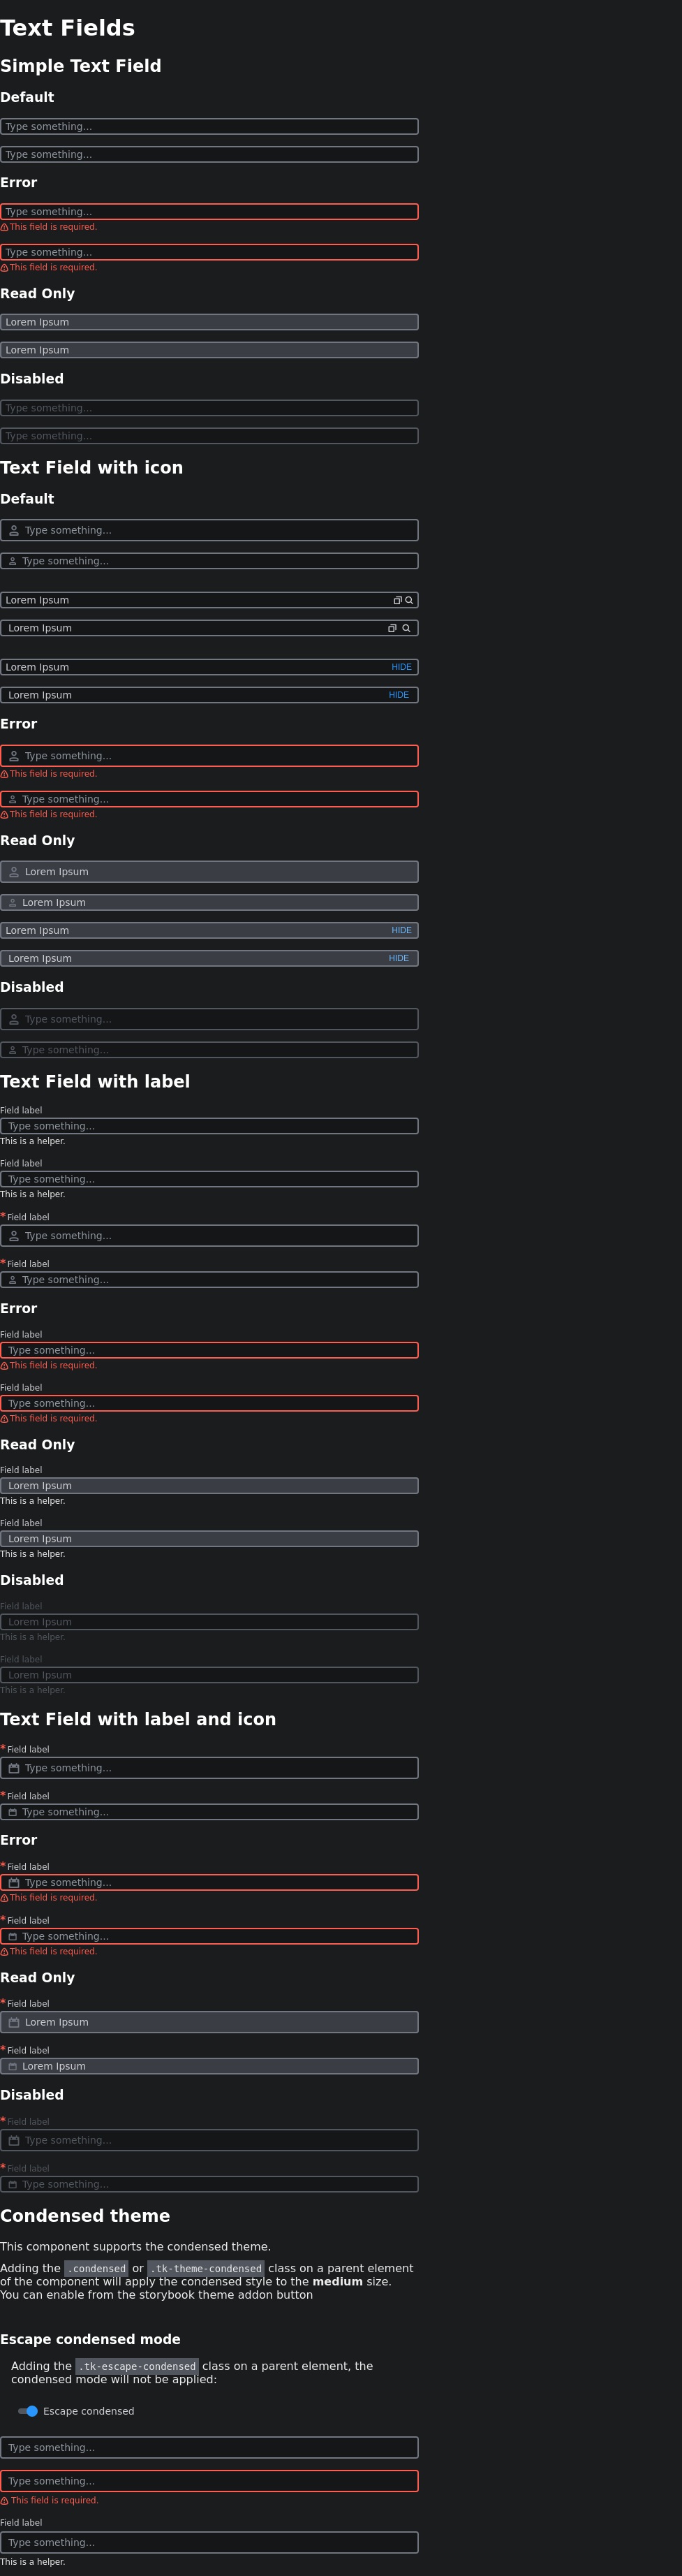 Text Fields
Simple Text Field
Default
Type something...
Type something...
Error
Type something...
This field is required.
Type something...
This field is required.
Read Only
Lorem Ipsum
Lorem Ipsum
Disabled
Type something...
Type something...
Text Field with icon
Default
Type something...
Type something...
Lorem Ipsum
Lorem Ipsum
Lorem Ipsum HIDE
Lorem Ipsum HIDE
Error
Type something...
This field is required.
Type something...
This field is required.
Read Only
Lorem Ipsum
Lorem Ipsum
Lorem Ipsum HIDE
Lorem Ipsum HIDE
Disabled
Type something...
Type something...
Text Field with label
Field label
Type something...
This is a helper.
Field label
Type something...
This is a helper.
* Field label
Type something...
* Field label
Type something...
Error
Field label
Type something...
This field is required.
Field label
Type something...
This field is required.
Read Only
Field label
Lorem Ipsum
This is a helper.
Field label
Lorem Ipsum
This is a helper.
Disabled
Field label
Lorem Ipsum
This is a helper.
Field label
Lorem Ipsum
This is a helper.
Text Field with label and icon
* Field label
Type something...
* Field label
Type something...
Error
* Field label
Type something...
This field is required.
* Field label
Type something...
This field is required.
Read Only
* Field label
Lorem Ipsum
* Field label
Lorem Ipsum
Disabled
* Field label
Type something...
* Field label
Type something...
Condensed theme
This component supports the condensed theme.
Adding the .condensed or .tk-theme-condensed class on a parent element
of the component will apply the condensed style to the medium size.
You can enable from the storybook theme addon button
Escape condensed mode
Adding the .tk-escape-condensed class on a parent element, the
condensed mode will not be applied:
Escape condensed
Type something...
Type something...
This field is required.
Field label
Type something...
This is a helper.